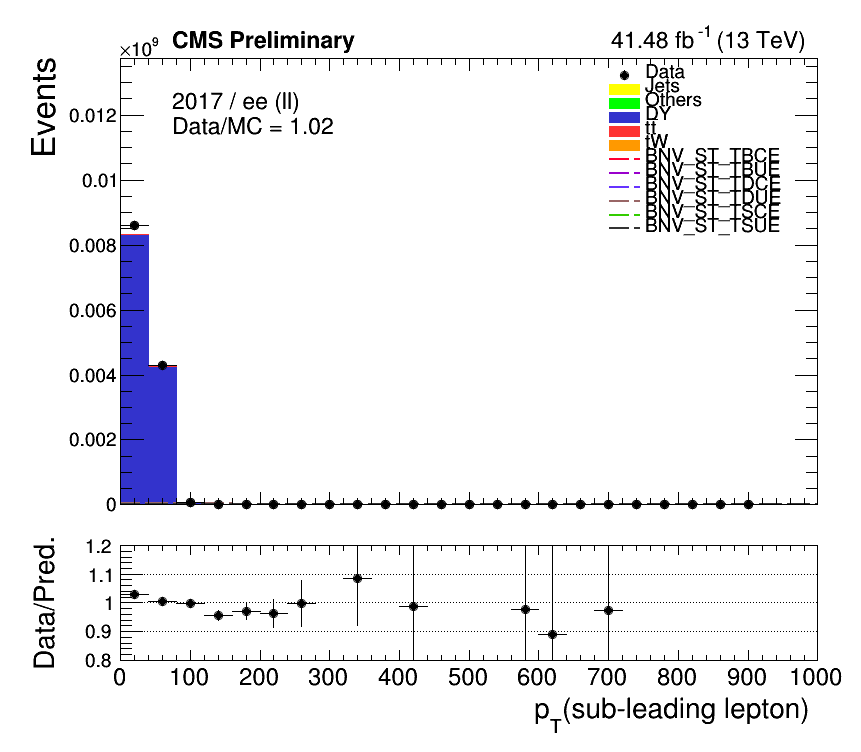 ×10⁹ CMS Preliminary 41.48 fb⁻¹ (13 TeV)
Events
2017 / ee (ll)
Data/MC = 1.02
Data
Jets
Others
DY
tt
tW
BNV_ST_TBCE
BNV_ST_TBUE
BNV_ST_TDCE
BNV_ST_TDUE
BNV_ST_TSCE
BNV_ST_TSUE
0.012
0.01
0.008
0.006
0.004
0.002
0
Data/Pred.
1.2
1.1
1
0.9
0.8
0 100 200 300 400 500 600 700 800 900 1000
p_T(sub-leading lepton)